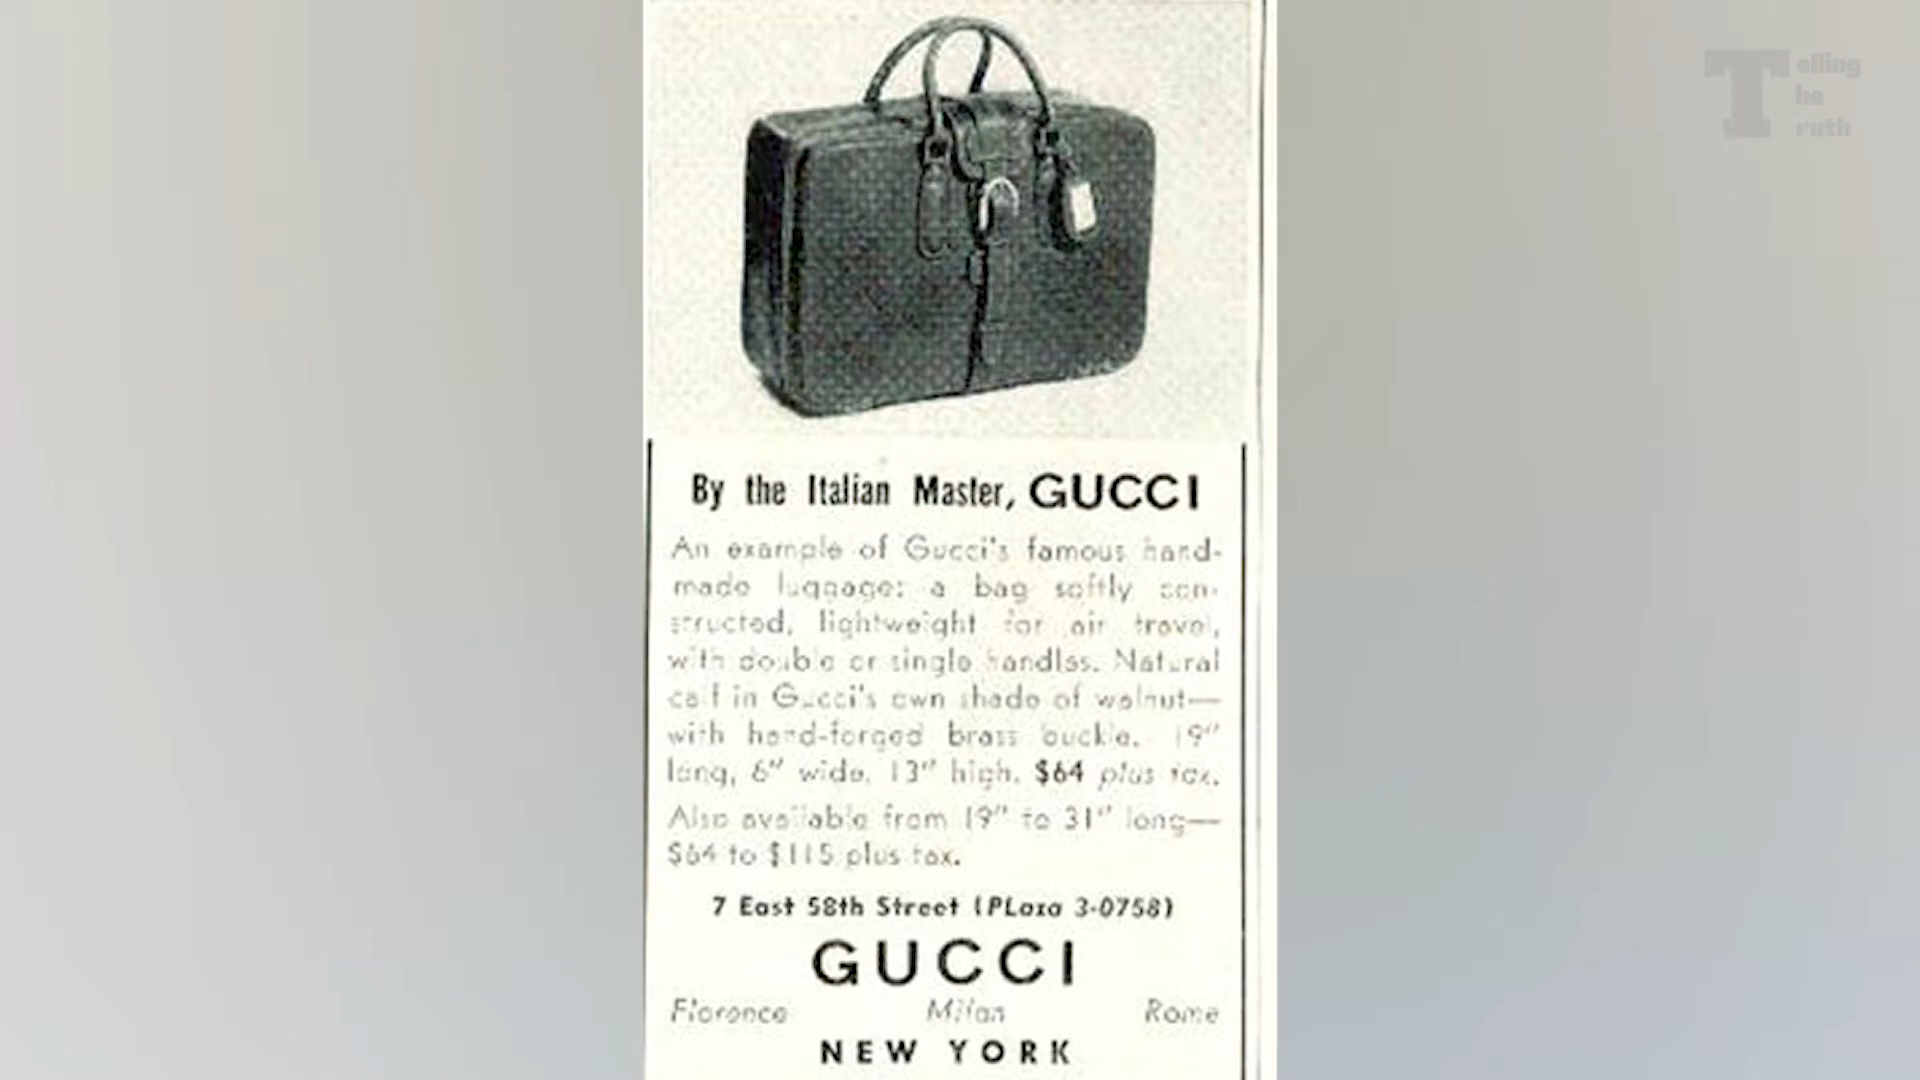 By the Italian Master, GUCCI
An example of Gucci's famous hand-
made luggage: a bag softly con-
structed, lightweight for air travel,
with double or single handles. Natural
calf in Gucci's own shade of walnut—
with hand-forged brass buckle. 19"
long, 6" wide, 13" high. $64 plus tax.
Also available from 19" to 31" long—
$64 to $115 plus tax.
7 East 58th Street (PLaza 3-0758)
GUCCI
Florence Milan Rome
NEW YORK
Telling
he
ruth